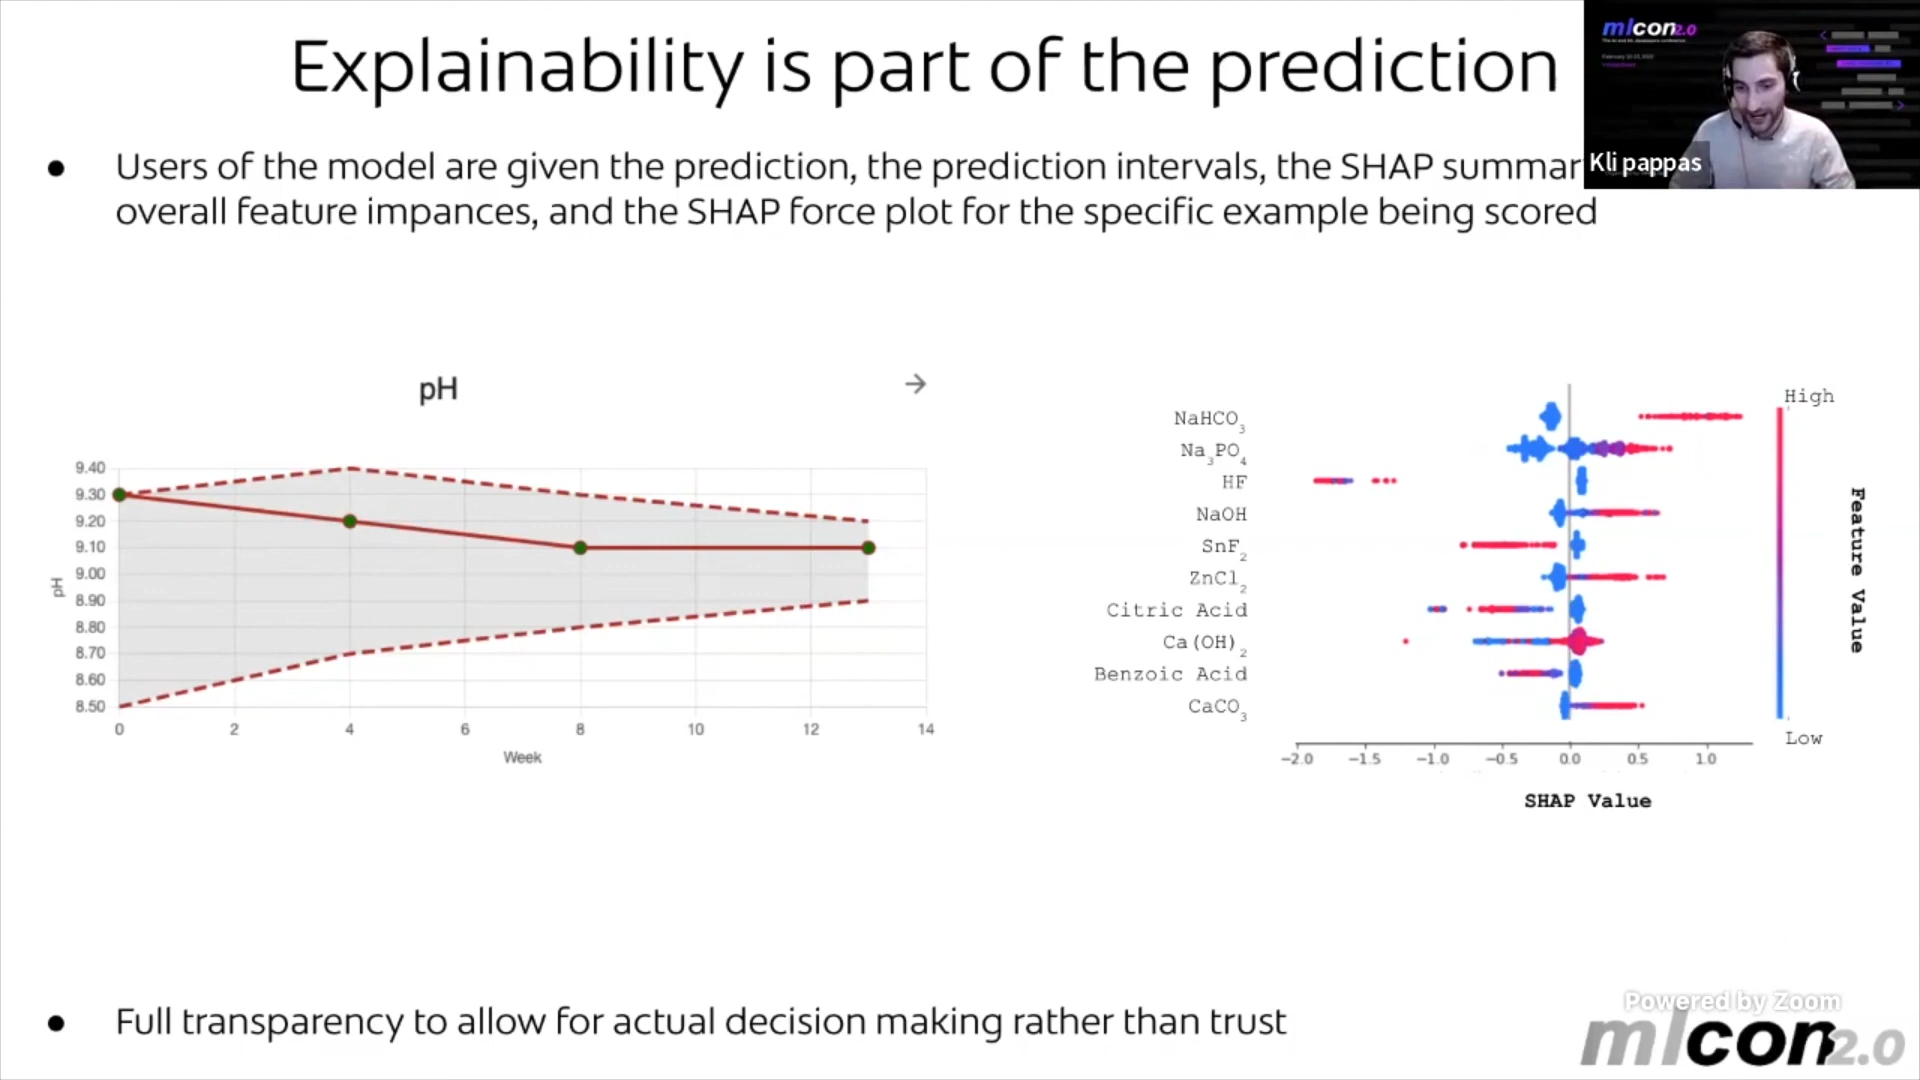 Explainability is part of the prediction
mlcon2.0
Kli pappas
● Users of the model are given the prediction, the prediction intervals, the SHAP summar
overall feature impances, and the SHAP force plot for the specific example being scored
pH
→
9.40
9.30
9.20
9.10
9.00
8.90
8.80
8.70
8.60
8.50
pH
0 2 4 6 8 10 12 14
Week
High
NaHCO3
Na3PO4
HF
NaOH
SnF2
ZnCl2
Citric Acid
Ca(OH)2
Benzoic Acid
CaCO3
Feature Value
Low
−2.0 −1.5 −1.0 −0.5 0.0 0.5 1.0
SHAP Value
● Full transparency to allow for actual decision making rather than trust
Powered by Zoom
mlcon2.0